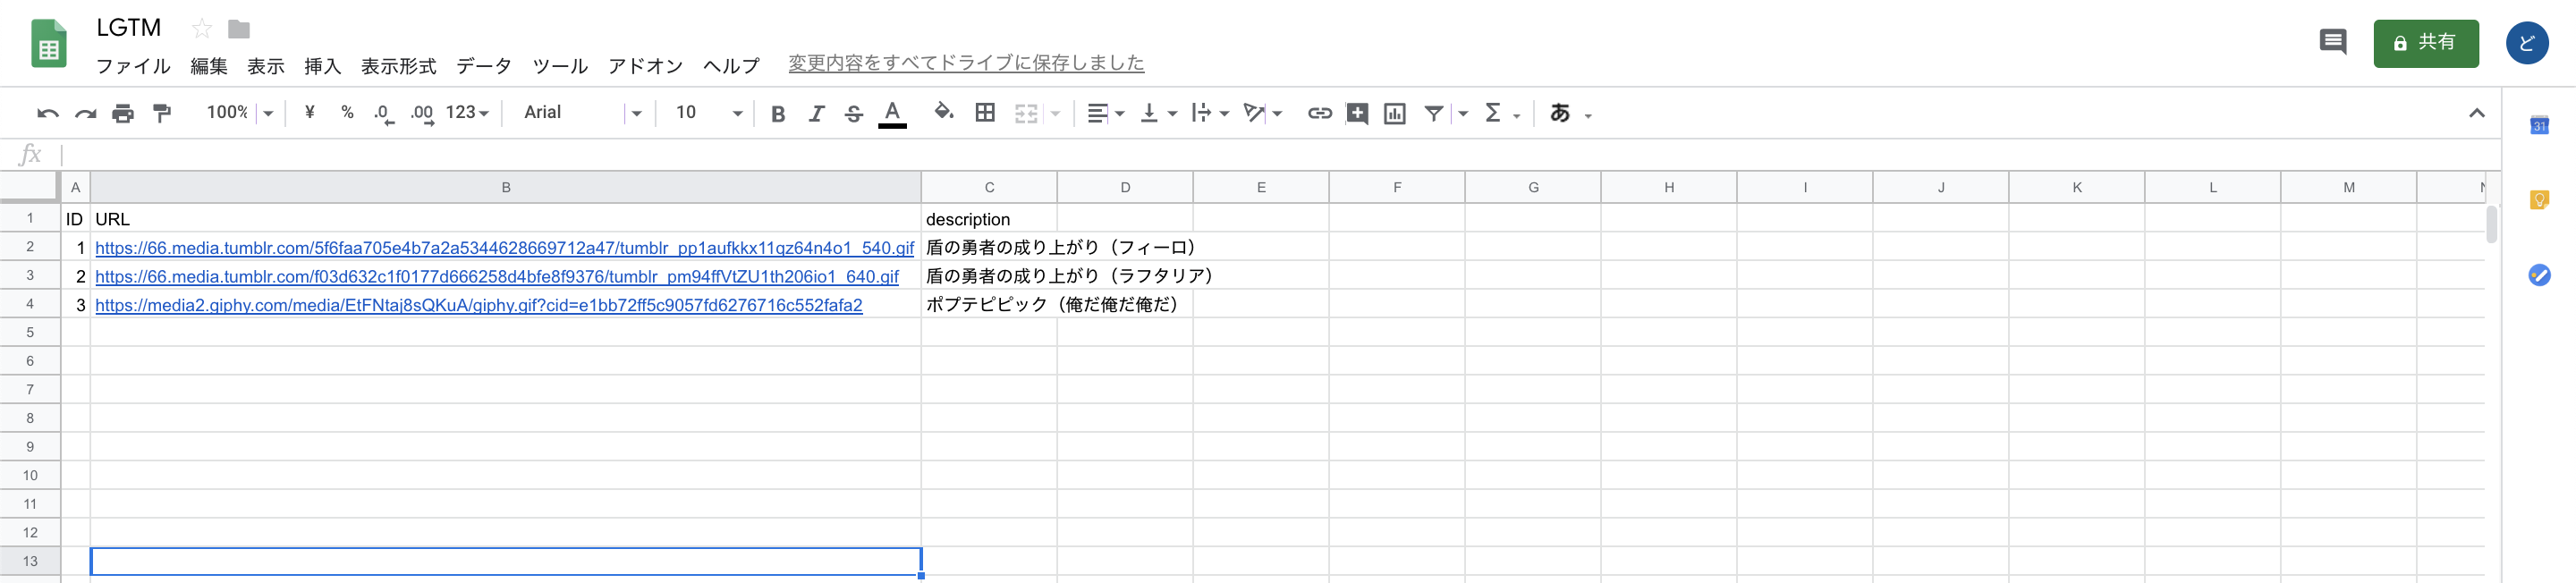 LGTM
ファイル 編集 表示 挿入 表示形式 データ ツール アドオン ヘルプ 変更内容をすべてドライブに保存しました
共有 ど
100% ¥ % .0 .00 123 Arial 10 B I S A Σ あ
31
fx
A B C D E F G H I J K L M N
1 ID URL description
2 1 https://66.media.tumblr.com/5f6faa705e4b7a2a5344628669712a47/tumblr_pp1aufkkx11qz64n4o1_540.gif 盾の勇者の成り上がり（フィーロ）
3 2 https://66.media.tumblr.com/f03d632c1f0177d666258d4bfe8f9376/tumblr_pm94ffVtZU1th206io1_640.gif 盾の勇者の成り上がり（ラフタリア）
4 3 https://media2.giphy.com/media/EtFNtaj8sQKuA/giphy.gif?cid=e1bb72ff5c9057fd6276716c552fafa2 ポプテピピック（俺だ俺だ俺だ）
5
6
7
8
9
10
11
12
13